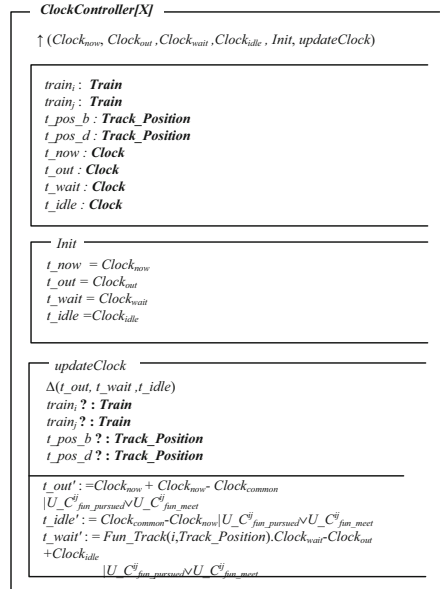 ClockController[X]
↑ (Clock_now, Clock_out ,Clock_wait ,Clock_idle , Init, updateClock)
train_i : Train
train_j : Train
t_pos_b : Track_Position
t_pos_d : Track_Position
t_now : Clock
t_out : Clock
t_wait : Clock
t_idle : Clock
Init
t_now = Clock_now
t_out = Clock_out
t_wait = Clock_wait
t_idle =Clock_idle
updateClock
Δ(t_out, t_wait ,t_idle)
train_i ? : Train
train_j ? : Train
t_pos_b ? : Track_Position
t_pos_d ? : Track_Position
t_out' : =Clock_now + Clock_now- Clock_common
|U_C^ij_fun_pursued∨U_C^ij_fun_meet
t_idle' : = Clock_common-Clock_now|U_C^ij_fun_pursued∨U_C^ij_fun_meet
t_wait' : = Fun_Track(i,Track_Position).Clock_wait-Clock_out
+Clock_idle
|U_C^ij_fun_pursued∨U_C^ij_fun_meet